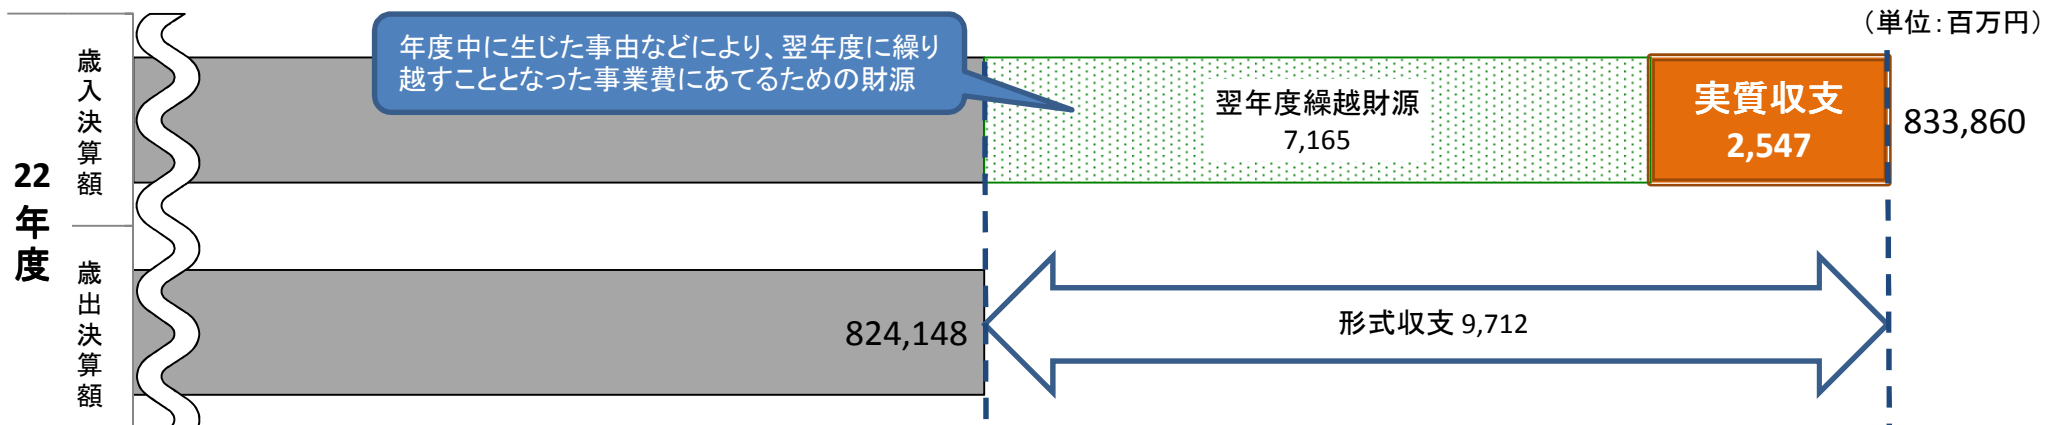 (単位:百万円)
22年度
歳入決算額
年度中に生じた事由などにより、翌年度に繰り
越すこととなった事業費にあてるための財源
翌年度繰越財源
7,165
実質収支
2,547
833,860
歳出決算額
824,148
形式収支 9,712